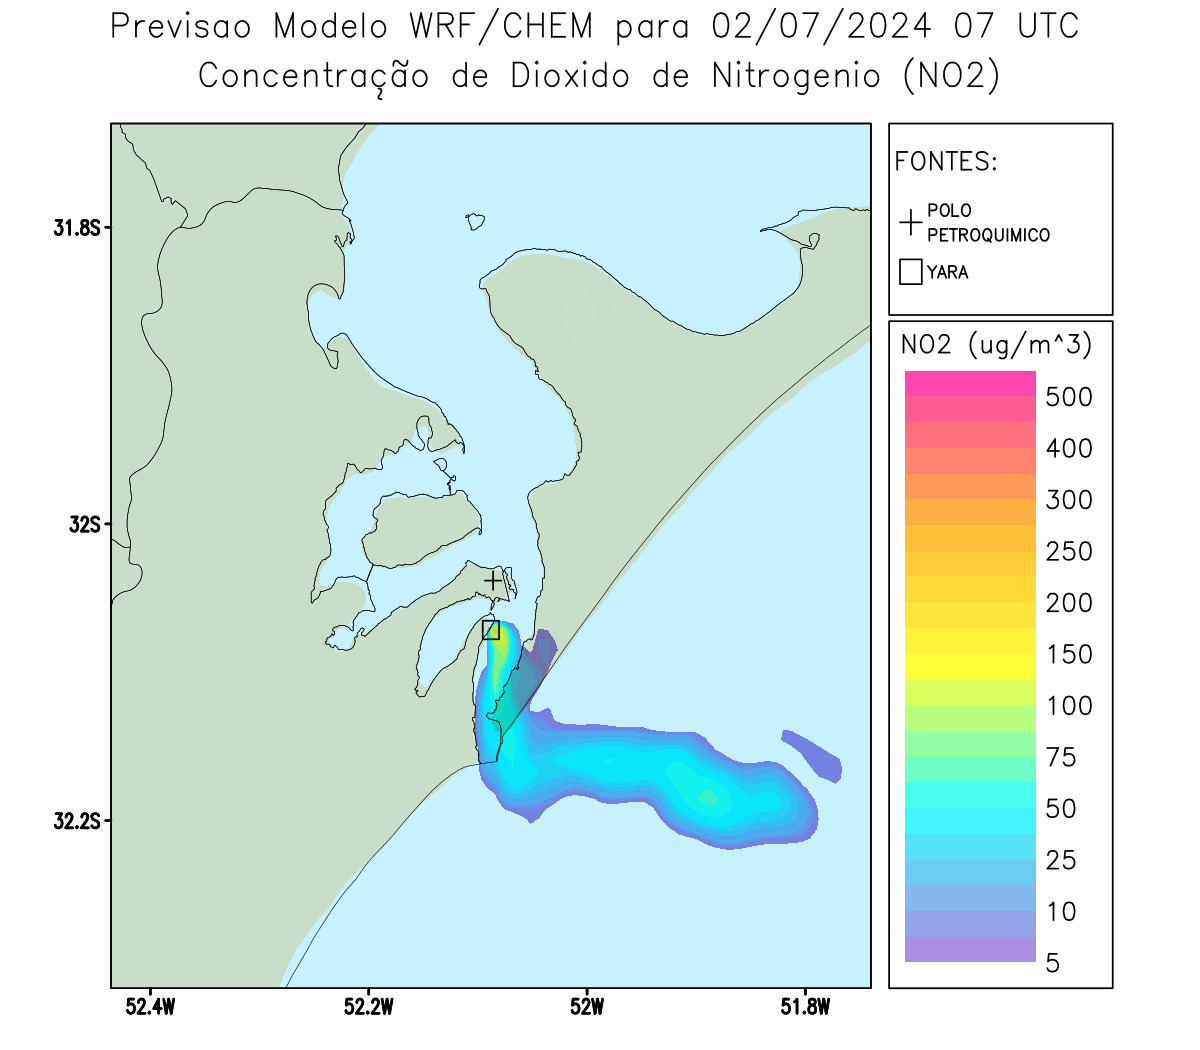 Previsao Modelo WRF/CHEM para 02/07/2024 07 UTC
Concentração de Dioxido de Nitrogenio (NO2)
FONTES:
POLO
PETROQUIMICO
YARA
NO2 (ug/m^3)
500
400
300
250
200
150
100
75
50
25
10
5
31.8S
32S
32.2S
52.4W
52.2W
52W
51.8W